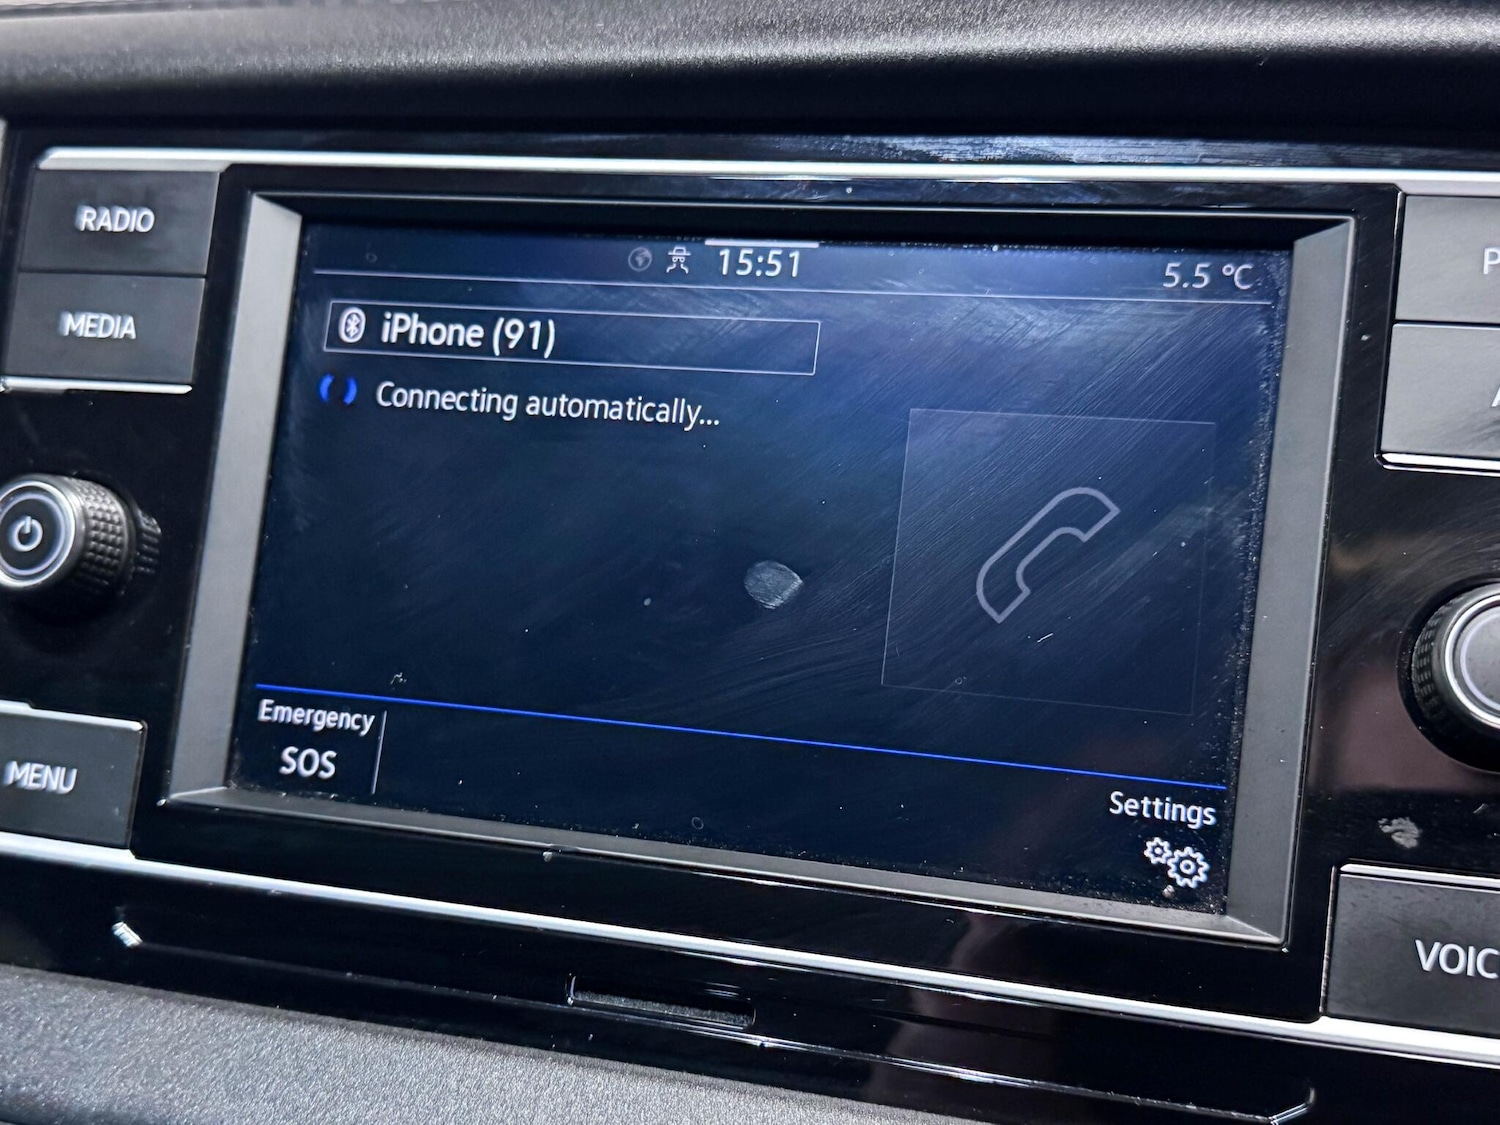 RADIO
MEDIA
MENU
15:51
5.5 °C
iPhone (91)
Connecting automatically...
Emergency
SOS
Settings
P
VOIC